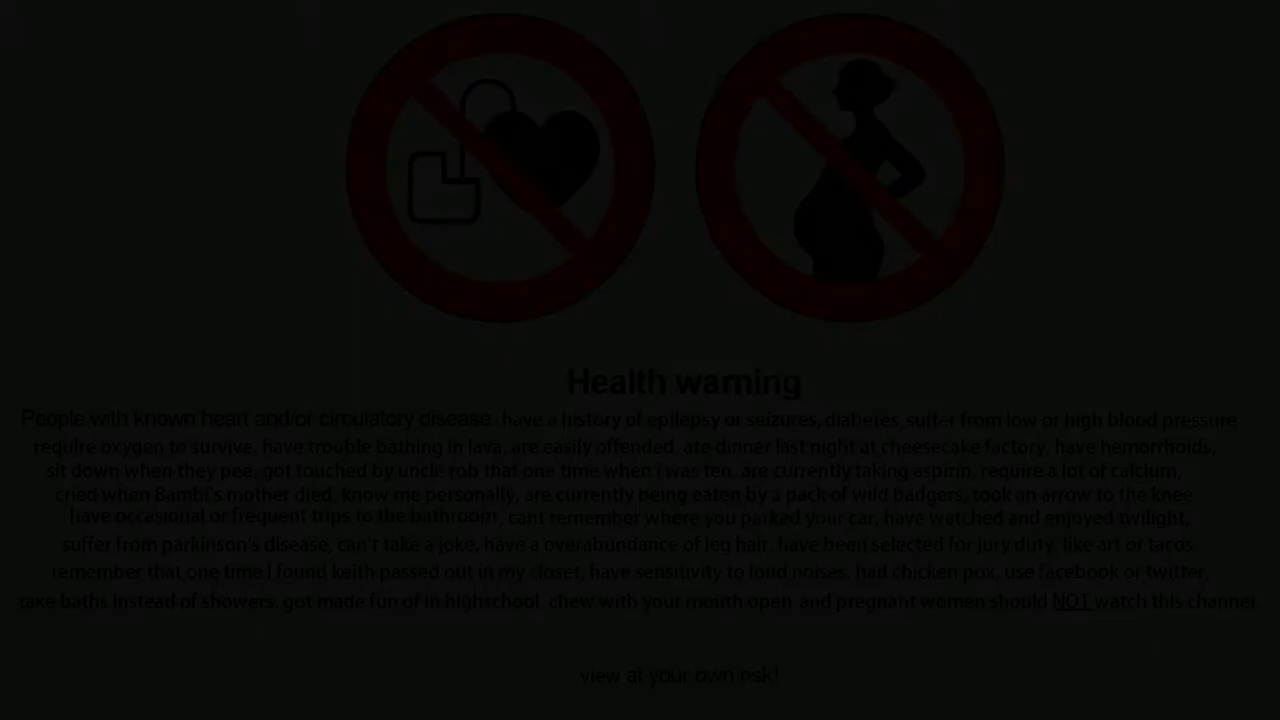 Health warning
People with known heart and/or circulatory disease, have a history of epilepsy or seizures, diabetes, suffer from low or high blood pressure
require oxygen to survive, have trouble bathing in lava, are easily offended, ate dinner last night at cheesecake factory, have hemorrhoids,
sit down when they pee, got touched by uncle rob that one time when i was ten, are currently taking aspirin, require a lot of calcium,
cried when Bambi's mother died, know me personally, are currently being eaten by a pack of wild badgers, took an arrow to the knee
have occasional or frequent trips to the bathroom, cant remember where you parked your car, have watched and enjoyed twilight,
suffer from parkinson's disease, can't take a joke, have a overabundance of leg hair, have been selected for jury duty, like art or tacos
remember that one time I found keith passed out in my closet, have sensitivity to loud noises, had chicken pox, use facebook or twitter,
take baths instead of showers, got made fun of in highschool, chew with your mouth open and pregnant women should NOT watch this channel
view at your own risk!